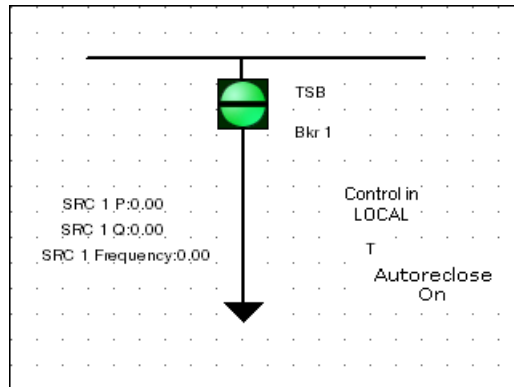 TSB
Bkr 1
SRC 1 P:0.00
SRC 1 Q:0.00
SRC 1 Frequency:0.00
Control in
LOCAL
T
Autoreclose
On